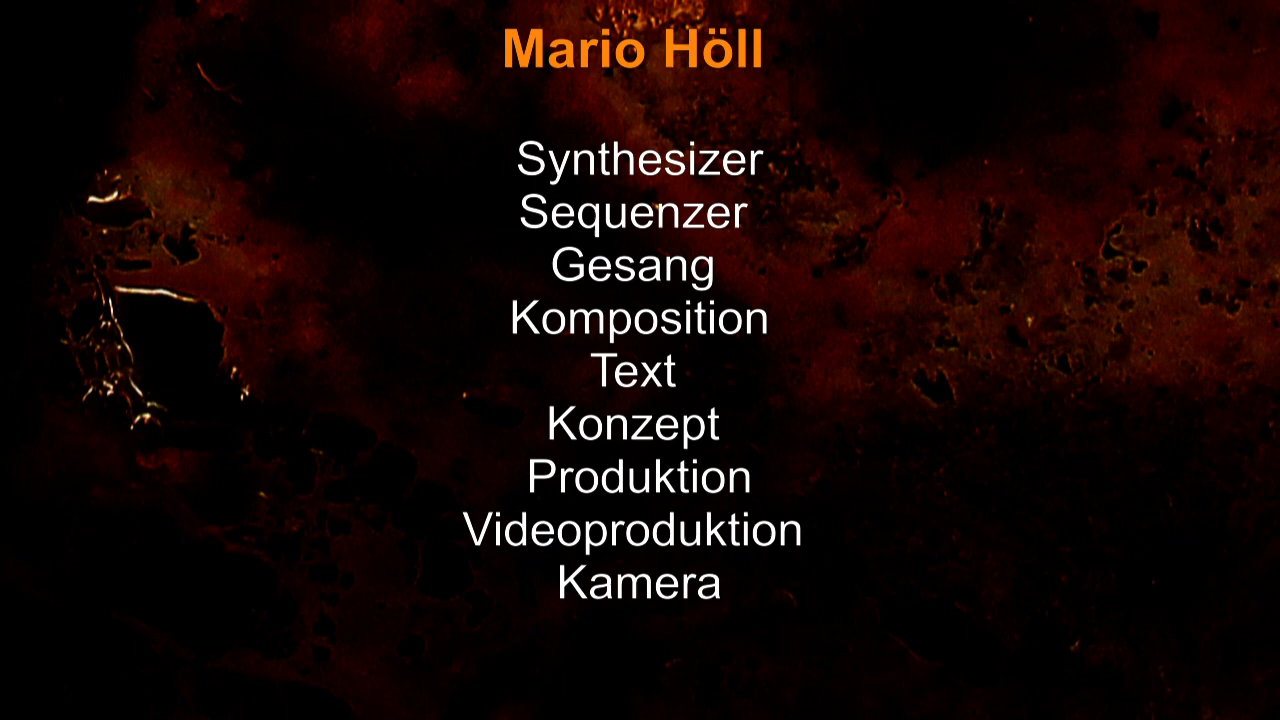 Mario Höll
Synthesizer
Sequenzer
Gesang
Komposition
Text
Konzept
Produktion
Videoproduktion
Kamera